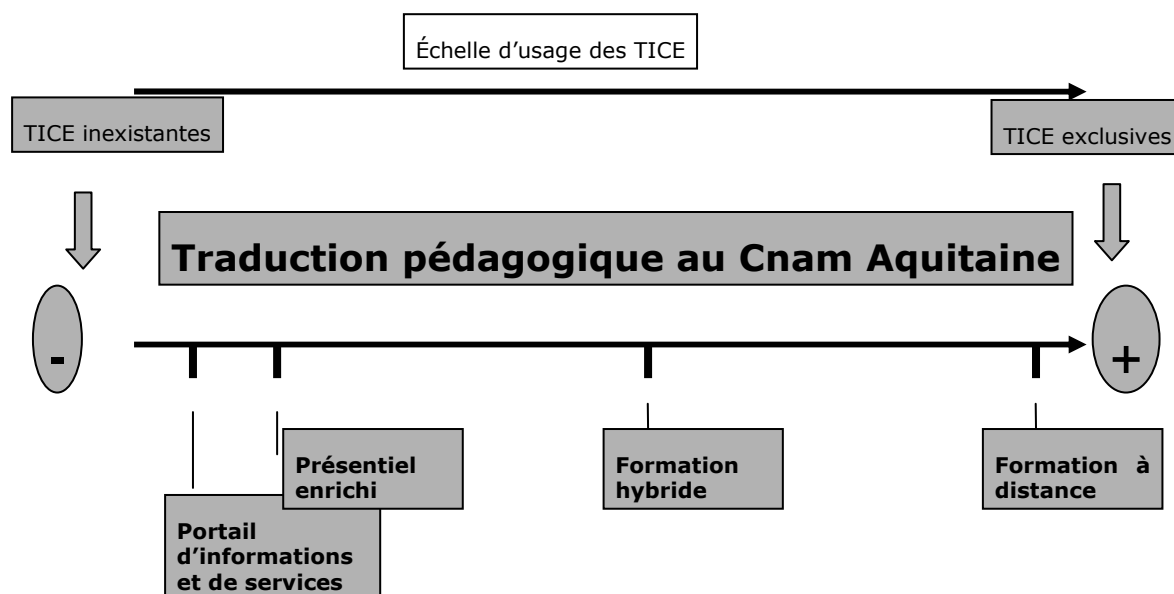 Échelle d’usage des TICE
TICE inexistantes
TICE exclusives
Traduction pédagogique au Cnam Aquitaine
-
+
Présentiel
enrichi
Formation
hybride
Formation à
distance
Portail
d’informations
et de services